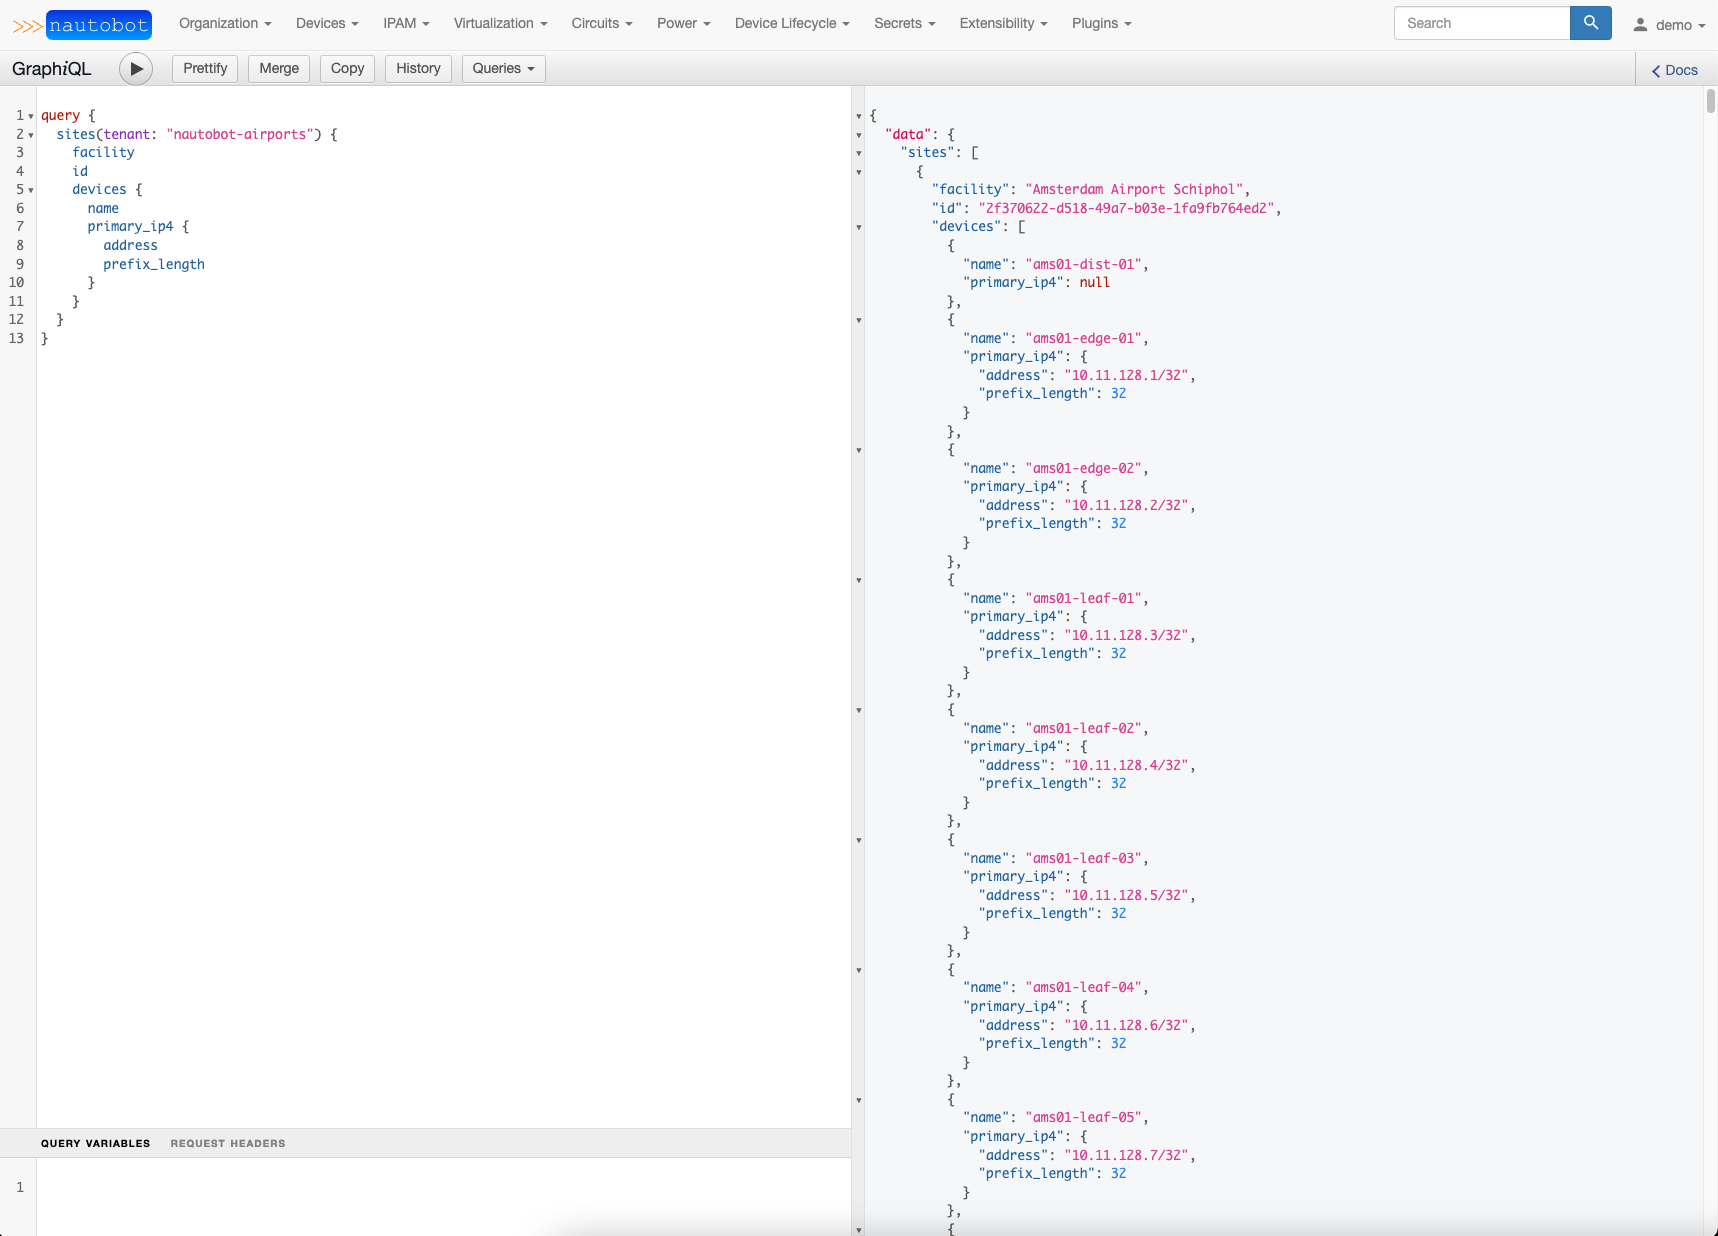 >>> nautobot Organization Devices IPAM Virtualization Circuits Power Device Lifecycle Secrets Extensibility Plugins Search demo
GraphiQL Prettify Merge Copy History Queries Docs
1 query {
2 sites(tenant: "nautobot-airports") {
3 facility
4 id
5 devices {
6 name
7 primary_ip4 {
8 address
9 prefix_length
10 }
11 }
12 }
13 }
QUERY VARIABLES REQUEST HEADERS
1
{
"data": {
"sites": [
{
"facility": "Amsterdam Airport Schiphol",
"id": "2f370622-d518-49a7-b03e-1fa9fb764ed2",
"devices": [
{
"name": "ams01-dist-01",
"primary_ip4": null
},
{
"name": "ams01-edge-01",
"primary_ip4": {
"address": "10.11.128.1/32",
"prefix_length": 32
}
},
{
"name": "ams01-edge-02",
"primary_ip4": {
"address": "10.11.128.2/32",
"prefix_length": 32
}
},
{
"name": "ams01-leaf-01",
"primary_ip4": {
"address": "10.11.128.3/32",
"prefix_length": 32
}
},
{
"name": "ams01-leaf-02",
"primary_ip4": {
"address": "10.11.128.4/32",
"prefix_length": 32
}
},
{
"name": "ams01-leaf-03",
"primary_ip4": {
"address": "10.11.128.5/32",
"prefix_length": 32
}
},
{
"name": "ams01-leaf-04",
"primary_ip4": {
"address": "10.11.128.6/32",
"prefix_length": 32
}
},
{
"name": "ams01-leaf-05",
"primary_ip4": {
"address": "10.11.128.7/32",
"prefix_length": 32
}
},
{